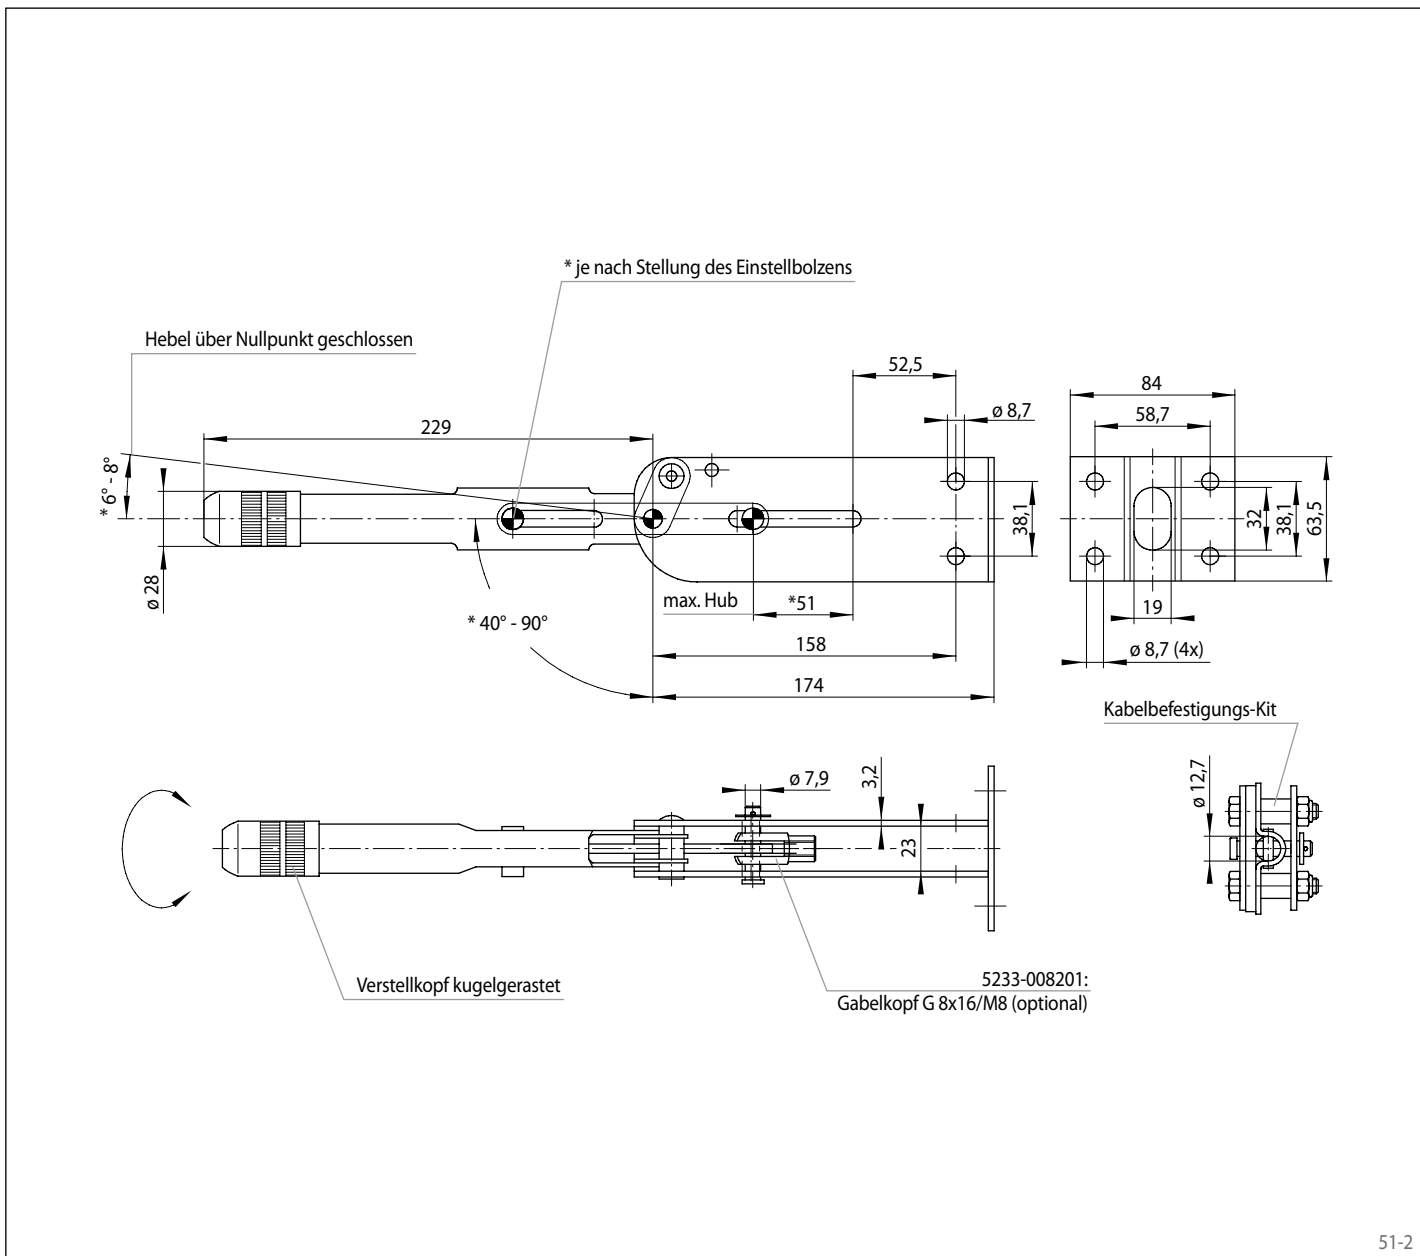 * je nach Stellung des Einstellbolzens
Hebel über Nullpunkt geschlossen
52,5
84
ø 8,7
58,7
229
* 6° - 8°
38,1
32
38,1
63,5
ø 28
max. Hub
*51
19
* 40° - 90°
158
ø 8,7 (4x)
174
Kabelbefestigungs-Kit
ø 7,9
3,2
ø 12,7
23
Verstellkopf kugelgerastet
5233-008201:
Gabelkopf G 8x16/M8 (optional)
51-2